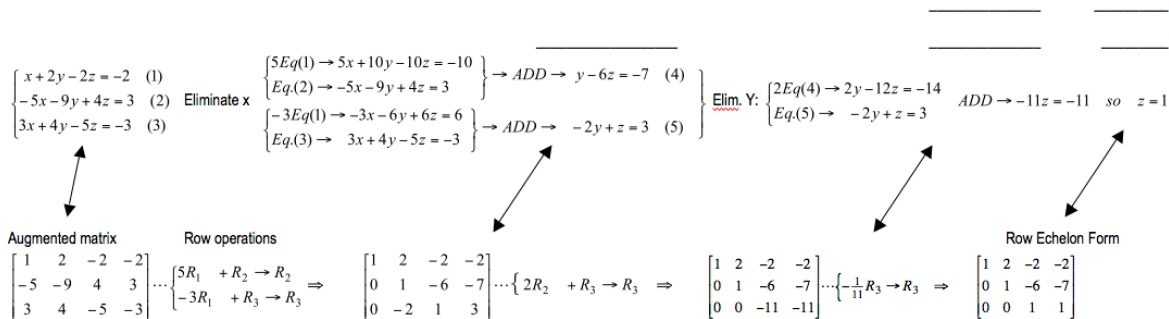 {5Eq(1) → 5x + 10y − 10z = −10
{Eq.(2) → −5x − 9y + 4z = 3
} → ADD → y − 6z = −7 (4)
{x + 2y − 2z = −2 (1)
−5x − 9y + 4z = 3 (2)
3x + 4y − 5z = −3 (3)
Eliminate x
{−3Eq(1) → −3x − 6y + 6z = 6
{Eq.(3) → 3x + 4y − 5z = −3
} → ADD → −2y + z = 3 (5)
} Elim. Y: {2Eq(4) → 2y − 12z = −14
Eq.(5) → −2y + z = 3
ADD → −11z = −11 so z = 1
Augmented matrix Row operations Row Echelon Form
[1 2 −2 −2]
[−5 −9 4 3]
[3 4 −5 −3]
⋯ {5R₁ + R₂ → R₂
−3R₁ + R₃ → R₃ ⇒
[1 2 −2 −2]
[0 1 −6 −7]
[0 −2 1 3]
⋯ {2R₂ + R₃ → R₃ ⇒
[1 2 −2 −2]
[0 1 −6 −7]
[0 0 −11 −11]
⋯ {−1/11 R₃ → R₃ ⇒
[1 2 −2 −2]
[0 1 −6 −7]
[0 0 1 1]